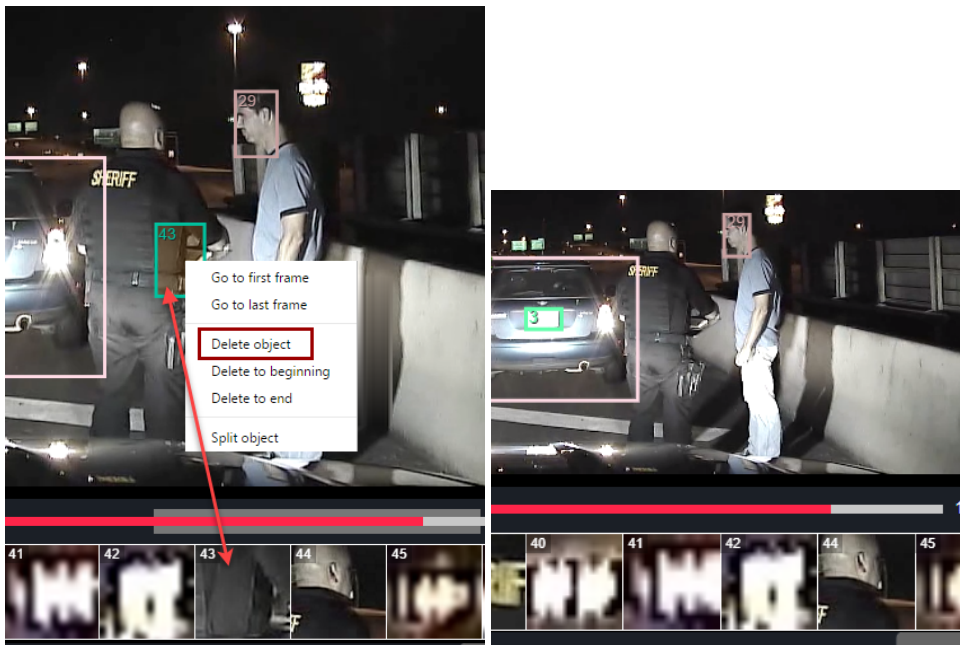 29
SHERIFF
43
Go to first frame
Go to last frame
Delete object
Delete to beginning
Delete to end
Split object
41
42
43
44
45
29
SHERIFF
3
40
41
42
44
45